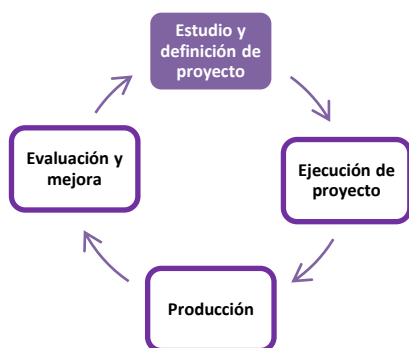 Estudio y
definición de
proyecto
Ejecución de
proyecto
Producción
Evaluación y
mejora